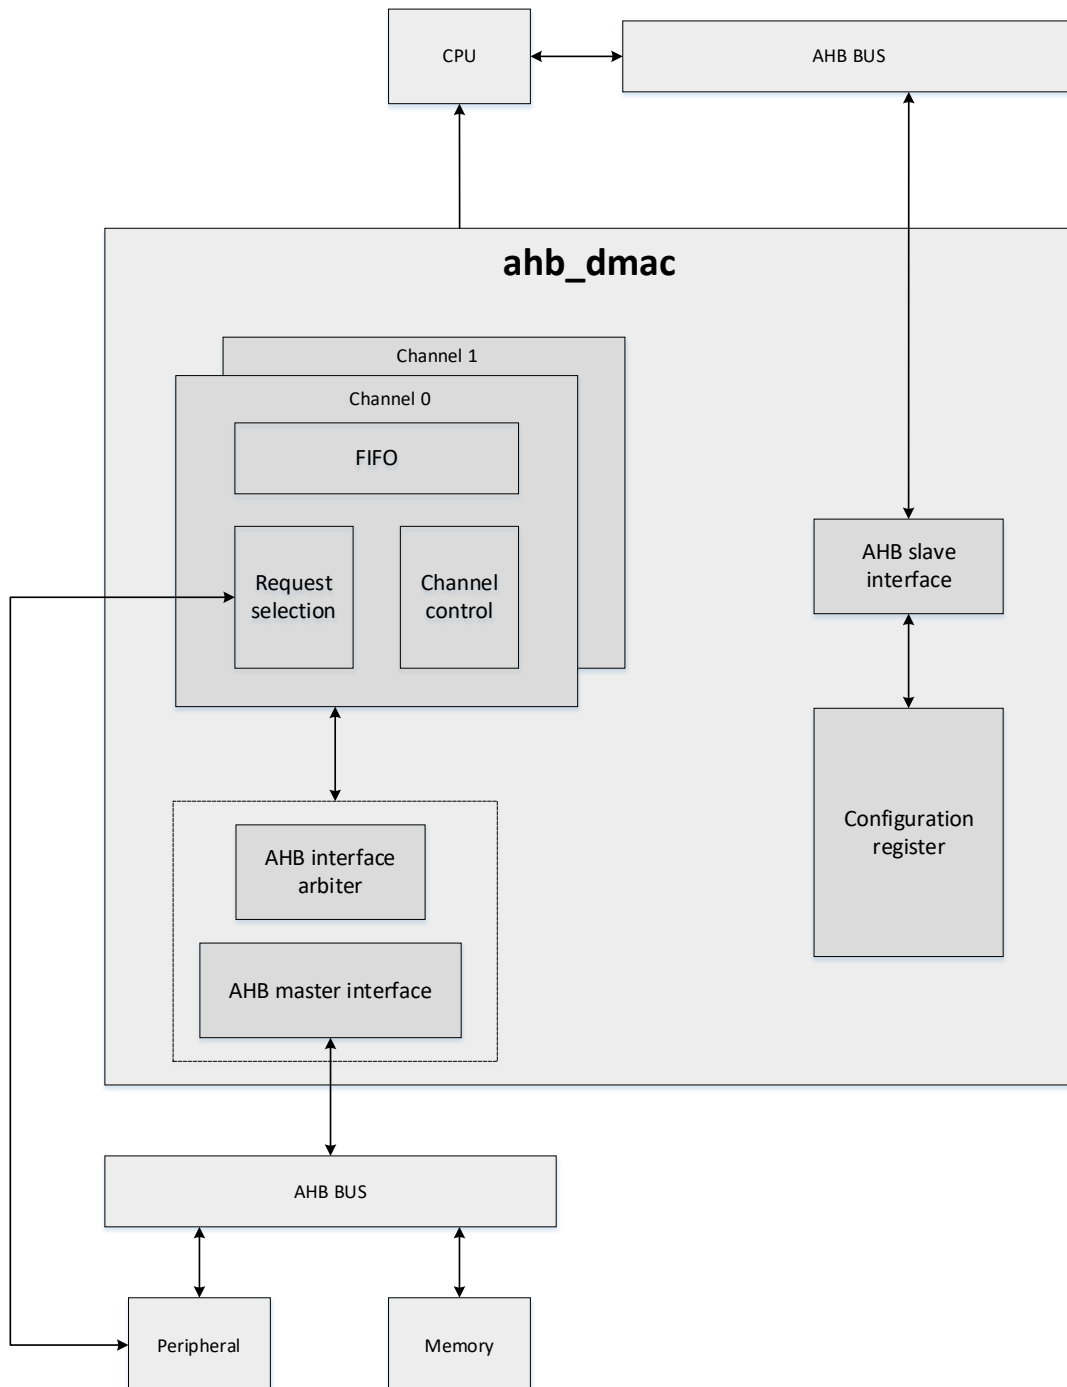 CPU
AHB BUS
ahb_dmac
Channel 1
Channel 0
FIFO
Request
selection
Channel
control
AHB slave
interface
AHB interface
arbiter
Configuration
register
AHB master interface
AHB BUS
Peripheral
Memory